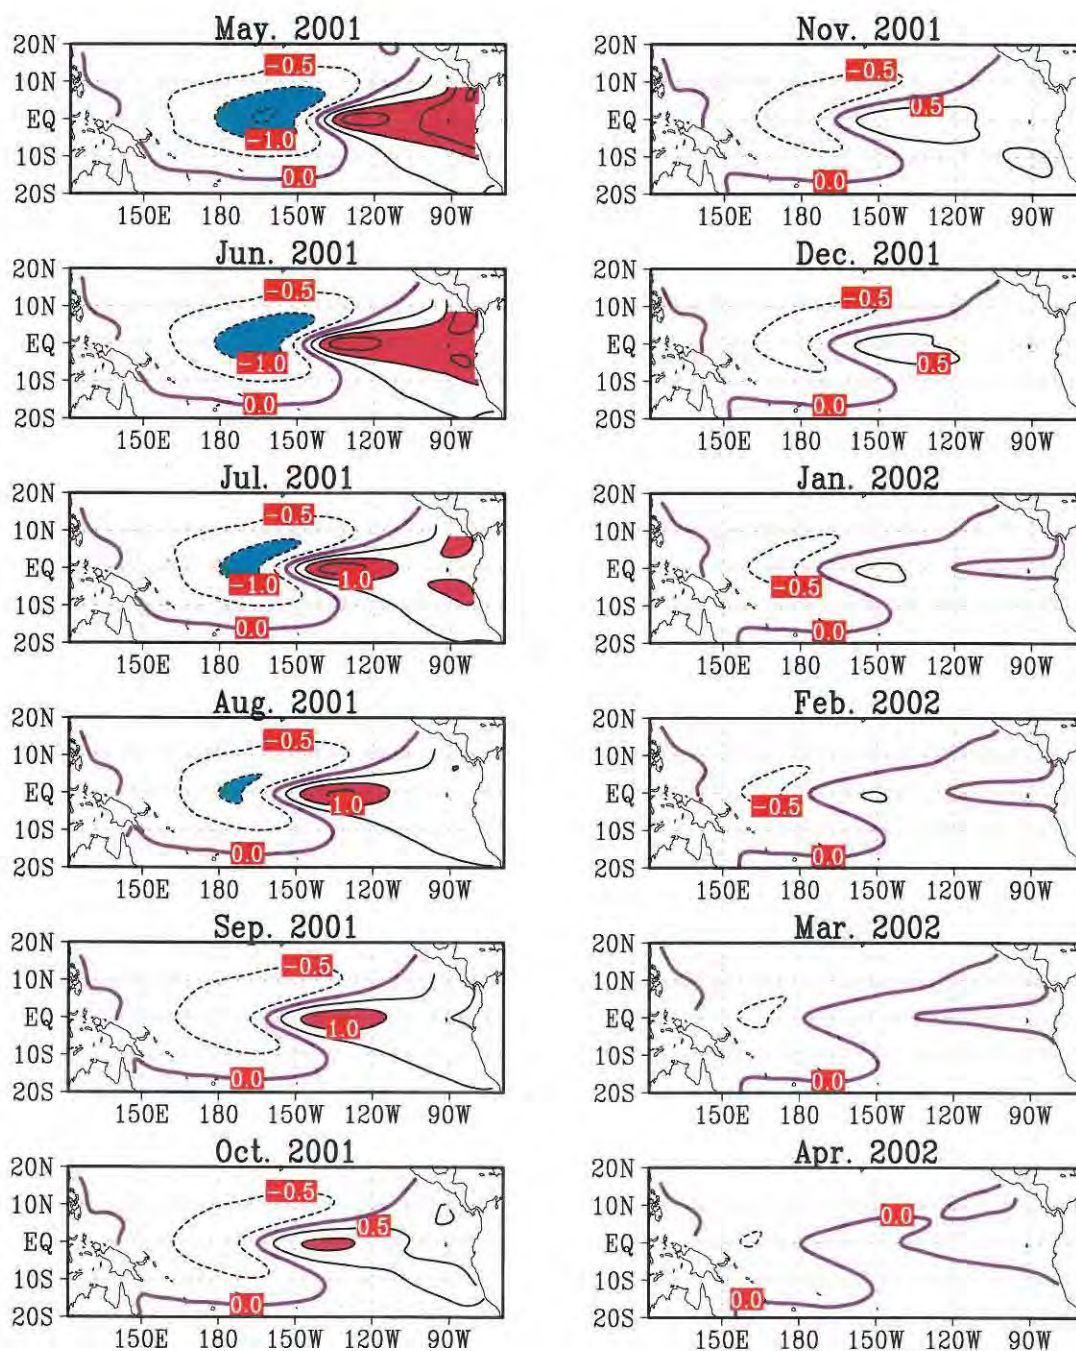 May. 2001
20N
-0.5
10N
EQ
-1.0
10S
0.0
20S
150E 180 150W 120W 90W
Jun. 2001
20N
-0.5
10N
EQ
-1.0
10S
0.0
20S
150E 180 150W 120W 90W
Jul. 2001
20N
-0.5
10N
EQ
-1.0 1.0
10S
0.0
20S
150E 180 150W 120W 90W
Aug. 2001
20N
-0.5
10N
EQ
1.0
10S
0.0
20S
150E 180 150W 120W 90W
Sep. 2001
20N
-0.5
10N
EQ
1.0
10S
0.0
20S
150E 180 150W 120W 90W
Oct. 2001
20N
-0.5
10N
0.5
EQ
10S
0.0
20S
150E 180 150W 120W 90W
Nov. 2001
20N
-0.5
10N
0.5
EQ
10S
0.0
20S
150E 180 150W 120W 90W
Dec. 2001
20N
-0.5
10N
EQ
0.5
10S
0.0
20S
150E 180 150W 120W 90W
Jan. 2002
20N
10N
EQ
-0.5
10S
0.0
20S
150E 180 150W 120W 90W
Feb. 2002
20N
10N
EQ
-0.5
10S
0.0
20S
150E 180 150W 120W 90W
Mar. 2002
20N
10N
EQ
10S
0.0
20S
150E 180 150W 120W 90W
Apr. 2002
20N
10N
0.0
EQ
10S
0.0
20S
150E 180 150W 120W 90W